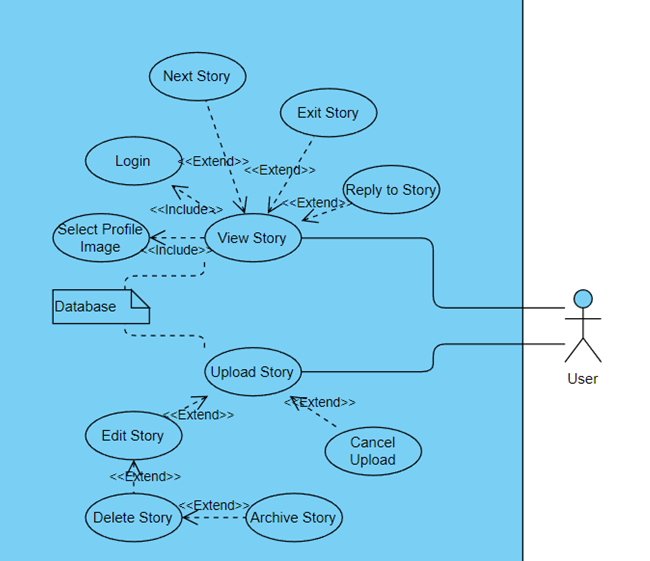 Next Story
Exit Story
Login
<<Extend>>
<<Extend>>
Reply to Story
<<Extend>>
<<Include>>
Select Profile
Image
<<Include>>
View Story
Database
User
Upload Story
<<Extend>>
<<Extend>>
Edit Story
Cancel
Upload
<<Extend>>
<<Extend>>
Delete Story
Archive Story